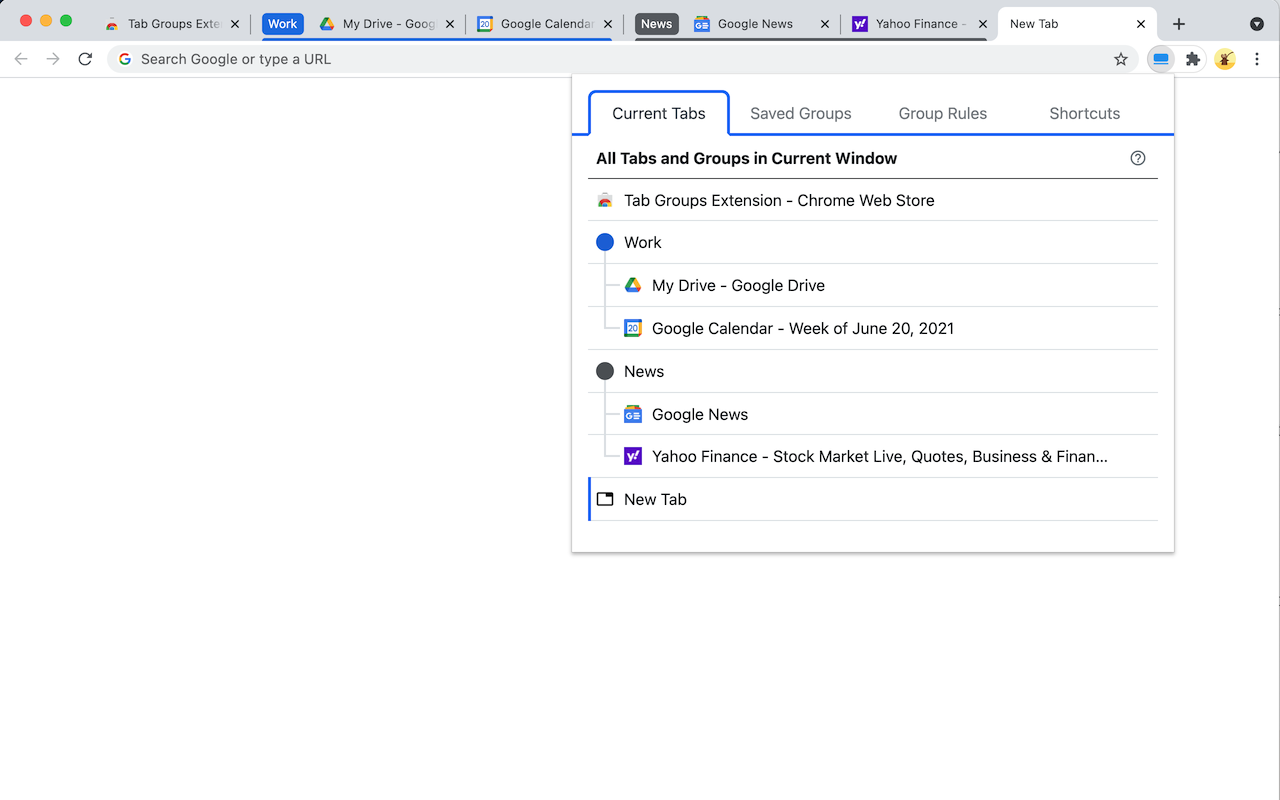 Tab Groups Exte Work My Drive - Goog Google Calendar News Google News Yahoo Finance - New Tab
Search Google or type a URL
Current Tabs Saved Groups Group Rules Shortcuts
All Tabs and Groups in Current Window
Tab Groups Extension - Chrome Web Store
Work
My Drive - Google Drive
20 Google Calendar - Week of June 20, 2021
News
Google News
Yahoo Finance - Stock Market Live, Quotes, Business & Finan...
New Tab